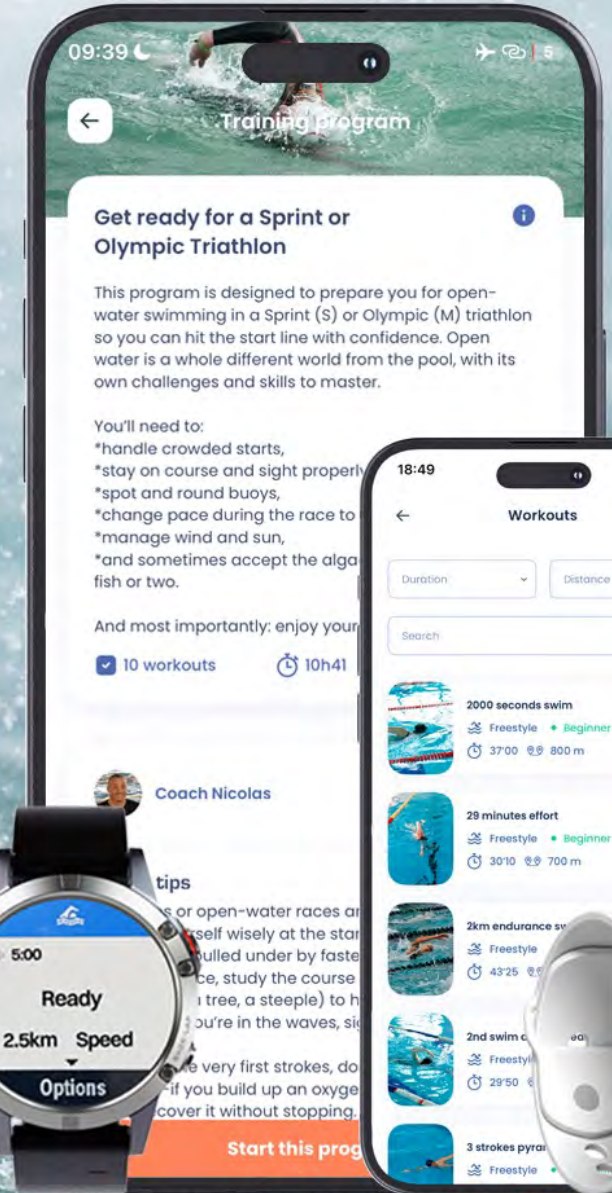 09:39
5
Training program
Get ready for a Sprint or
Olympic Triathlon
This program is designed to prepare you for open-
water swimming in a Sprint (S) or Olympic (M) triathlon
so you can hit the start line with confidence. Open
water is a whole different world from the pool, with its
own challenges and skills to master.
You'll need to:
*handle crowded starts,
*stay on course and sight properly
*spot and round buoys,
*change pace during the race to
*manage wind and sun,
*and sometimes accept the alga
fish or two.
And most importantly: enjoy your
10 workouts
10h41
Coach Nicolas
tips
or open-water races
wisely at the
under by
study the course
tree, a steeple) to
you're in the waves,
very first strokes,
if you build up an
cover it without stopping.
Start this prog
18:49
Workouts
Duration
Distance
Search
2000 seconds swim
Freestyle
Beginner
37'00
800 m
29 minutes effort
Freestyle
Beginner
30'10
700 m
2km endurance
Freestyle
43'25
2nd swim
Freestyle
29'50
3 strokes
Freestyle
5:00
Ready
2.5km Speed
Options